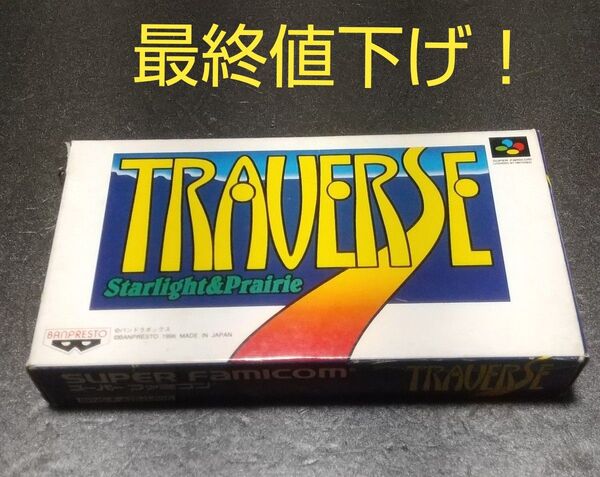 最終値下げ！
TRAVERSE
Starlight&Prairie
SUPER FAMICOM
BANPRESTO
©パンドラボックス
©BANPRESTO 1996 MADE IN JAPAN
SUPER FAMICOM
スーパーファミコン
TRAVERSE